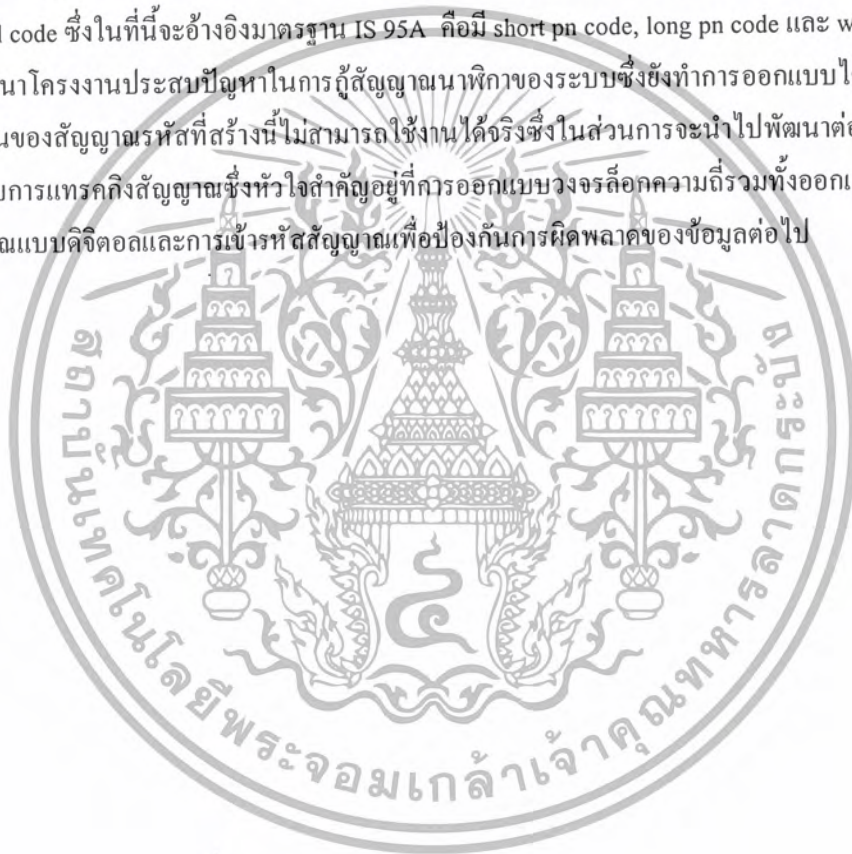 l code ซึ่งในที่นี้จะอ้างอิงมาตรฐาน IS 95A คือมี short pn code, long pn code และ w
นาโครงงานประสบปัญหาในการกู้สัญญาณนาฬิกาของระบบซึ่งยังทำการออกแบบไ
นของสัญญาณรหัสที่สร้างนี้ไม่สามารถใช้งานได้จริงซึ่งในส่วนการจะนำไปพัฒนาต่อ
บการแทรคกิงสัญญาณซึ่งหัวใจสำคัญอยู่ที่การออกแบบวงจรล็อกความถี่รวมทั้งออกแ
ณแบบดิจิตอลและการเข้ารหัสสัญญาณเพื่อป้องกันการผิดพลาดของข้อมูลต่อไป
สถาบันเทคโนโลยีพระจอมเกล้าเจ้าคุณทหารลาดกระบัง